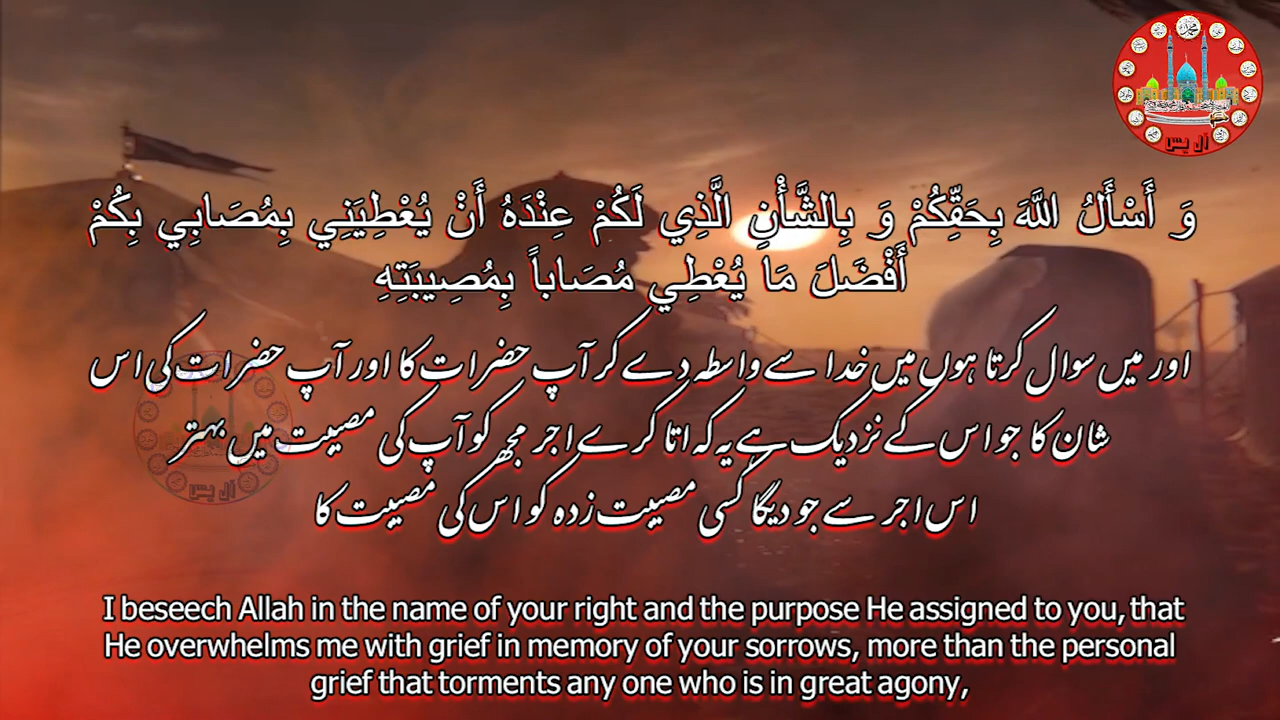 وَ أَسْأَلُ اللَّهَ بِحَقِّكُمْ وَ بِالشَّأْنِ الَّذِي لَكُمْ عِنْدَهُ أَنْ يُعْطِيَنِي بِمُصَابِي بِكُمْ
أَفْضَلَ مَا يُعْطِي مُصَاباً بِمُصِيبَتِهِ
اور میں سوال کرتا ہوں میں خدا سے واسطہ دے کر آپ حضرات کا اور آپ حضرات کی اس
شان کا جو اس کے نزدیک ہے یہ کہ اتا کرے اجر مجھ کو آپ کی مصیبت میں بہتر
اس اجر سے جو دیگا کسی مصیبت زدہ کو اس کی مصیبت کا
I beseech Allah in the name of your right and the purpose He assigned to you, that
He overwhelms me with grief in memory of your sorrows, more than the personal
grief that torments any one who is in great agony,
آل یس
آل یس